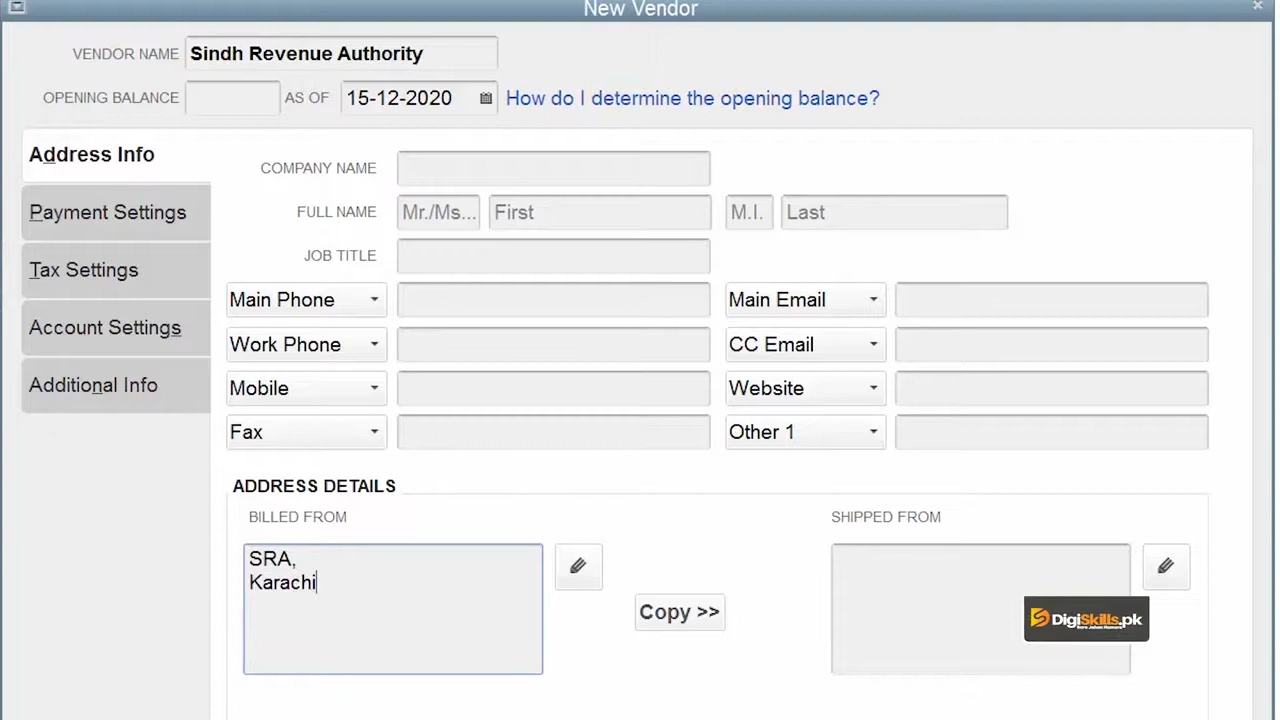 New Vendor
VENDOR NAME Sindh Revenue Authority
OPENING BALANCE AS OF 15-12-2020 How do I determine the opening balance?
Address Info
Payment Settings
Tax Settings
Account Settings
Additional Info
COMPANY NAME
FULL NAME Mr./Ms... First M.I. Last
JOB TITLE
Main Phone Main Email
Work Phone CC Email
Mobile Website
Fax Other 1
ADDRESS DETAILS
BILLED FROM SHIPPED FROM
SRA,
Karachi
Copy >>
DigiSkills.pk